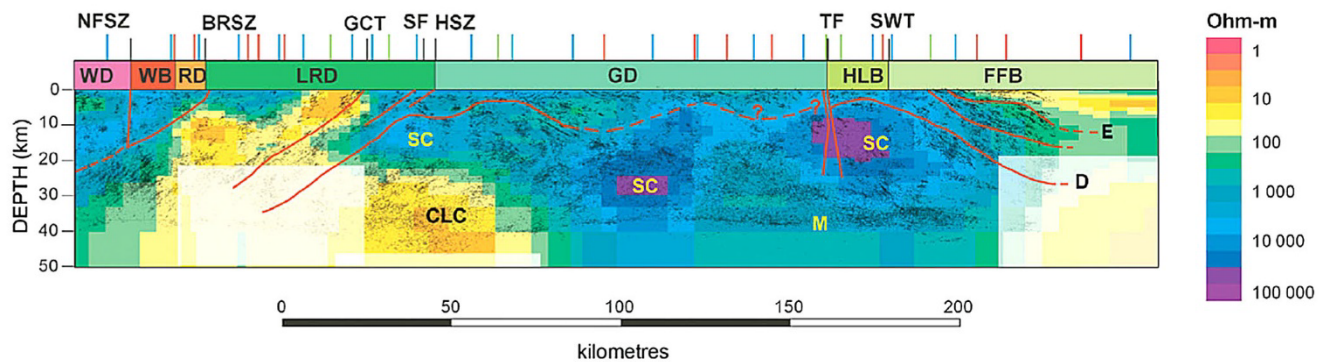 NFSZ BRSZ GCT SF HSZ TF SWT Ohm-m
WD WB RD LRD GD HLB FFB
DEPTH (km)
0
10
20
30
40
50
SC
SC
SC
CLC
M
?
?
E
D
1
10
100
1 000
10 000
100 000
0 50 100 150 200
kilometres